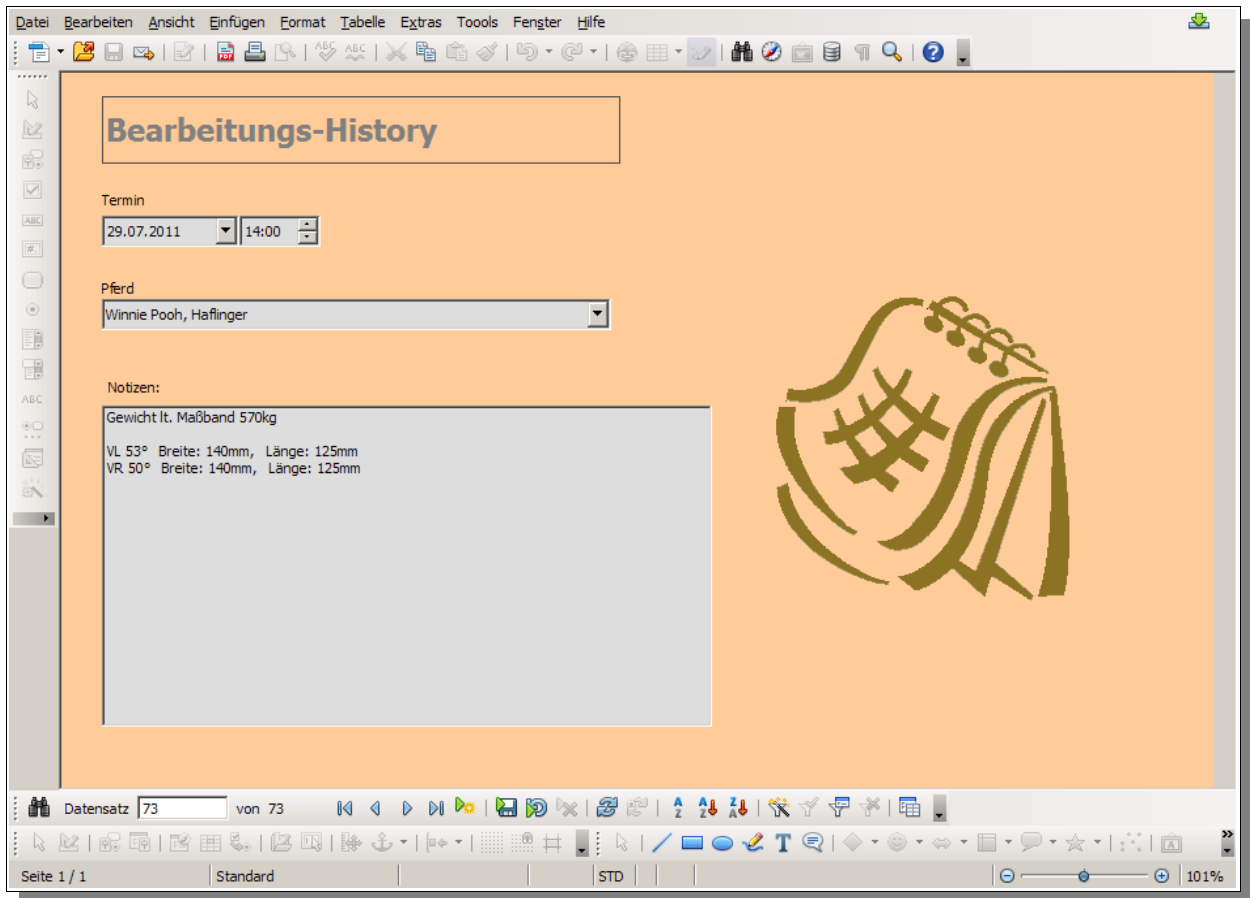 Datei Bearbeiten Ansicht Einfügen Format Tabelle Extras Toools Fenster Hilfe
Bearbeitungs-History
Termin
29.07.2011 14:00
Pferd
Winnie Pooh, Haflinger
Notizen:
Gewicht lt. Maßband 570kg
VL 53° Breite: 140mm, Länge: 125mm
VR 50° Breite: 140mm, Länge: 125mm
Datensatz 73 von 73
Seite 1 / 1 Standard STD 101%